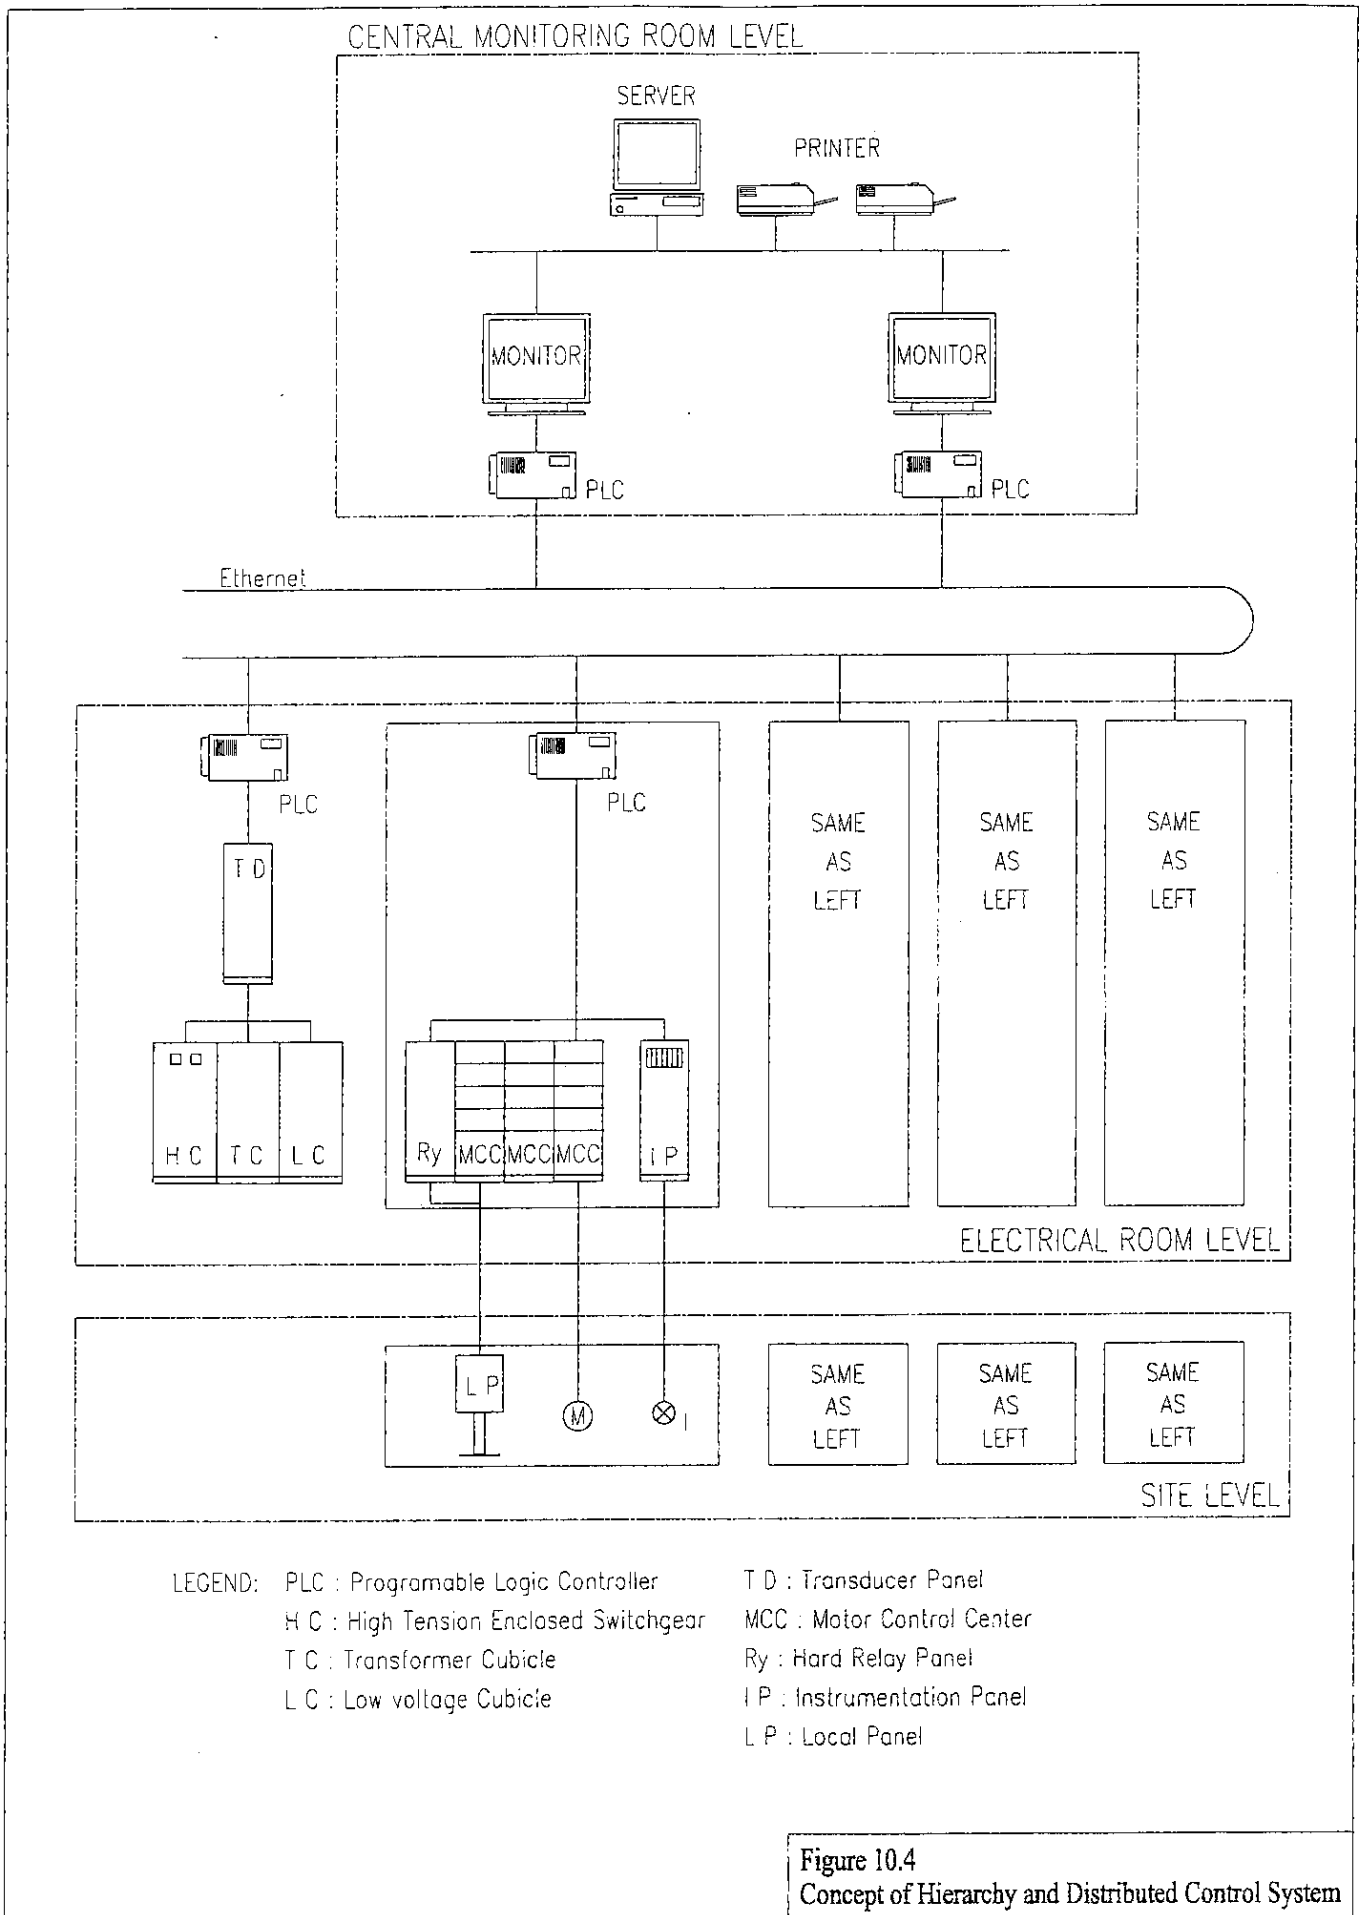 CENTRAL MONITORING ROOM LEVEL
SERVER
PRINTER
MONITOR
MONITOR
PLC
PLC
Ethernet
PLC
PLC
T D
SAME
AS
LEFT
SAME
AS
LEFT
SAME
AS
LEFT
H C
T C
L C
Ry
MCC
MCC
MCC
I P
ELECTRICAL ROOM LEVEL
L P
M
I
SAME
AS
LEFT
SAME
AS
LEFT
SAME
AS
LEFT
SITE LEVEL
LEGEND:
PLC : Programable Logic Controller
H C : High Tension Enclosed Switchgear
T C : Transformer Cubicle
L C : Low voltage Cubicle
T D : Transducer Panel
MCC : Motor Control Center
Ry : Hard Relay Panel
I P : Instrumentation Panel
L P : Local Panel
Figure 10.4
Concept of Hierarchy and Distributed Control System